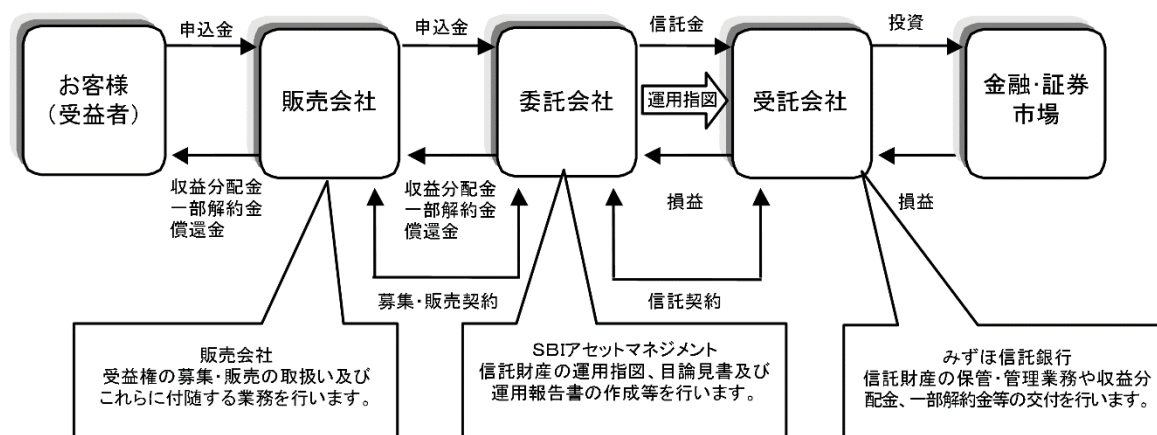 申込金
申込金
信託金
投資
お客様
（受益者）
販売会社
委託会社
運用指図
受託会社
金融・証券
市場
収益分配金
一部解約金
償還金
収益分配金
一部解約金
償還金
損益
損益
募集・販売契約
信託契約
販売会社
受益権の募集・販売の取扱い及び
これらに付随する業務を行います。
SBIアセットマネジメント
信託財産の運用指図、目論見書及び
運用報告書の作成等を行います。
みずほ信託銀行
信託財産の保管・管理業務や収益分
配金、一部解約金等の交付を行います。